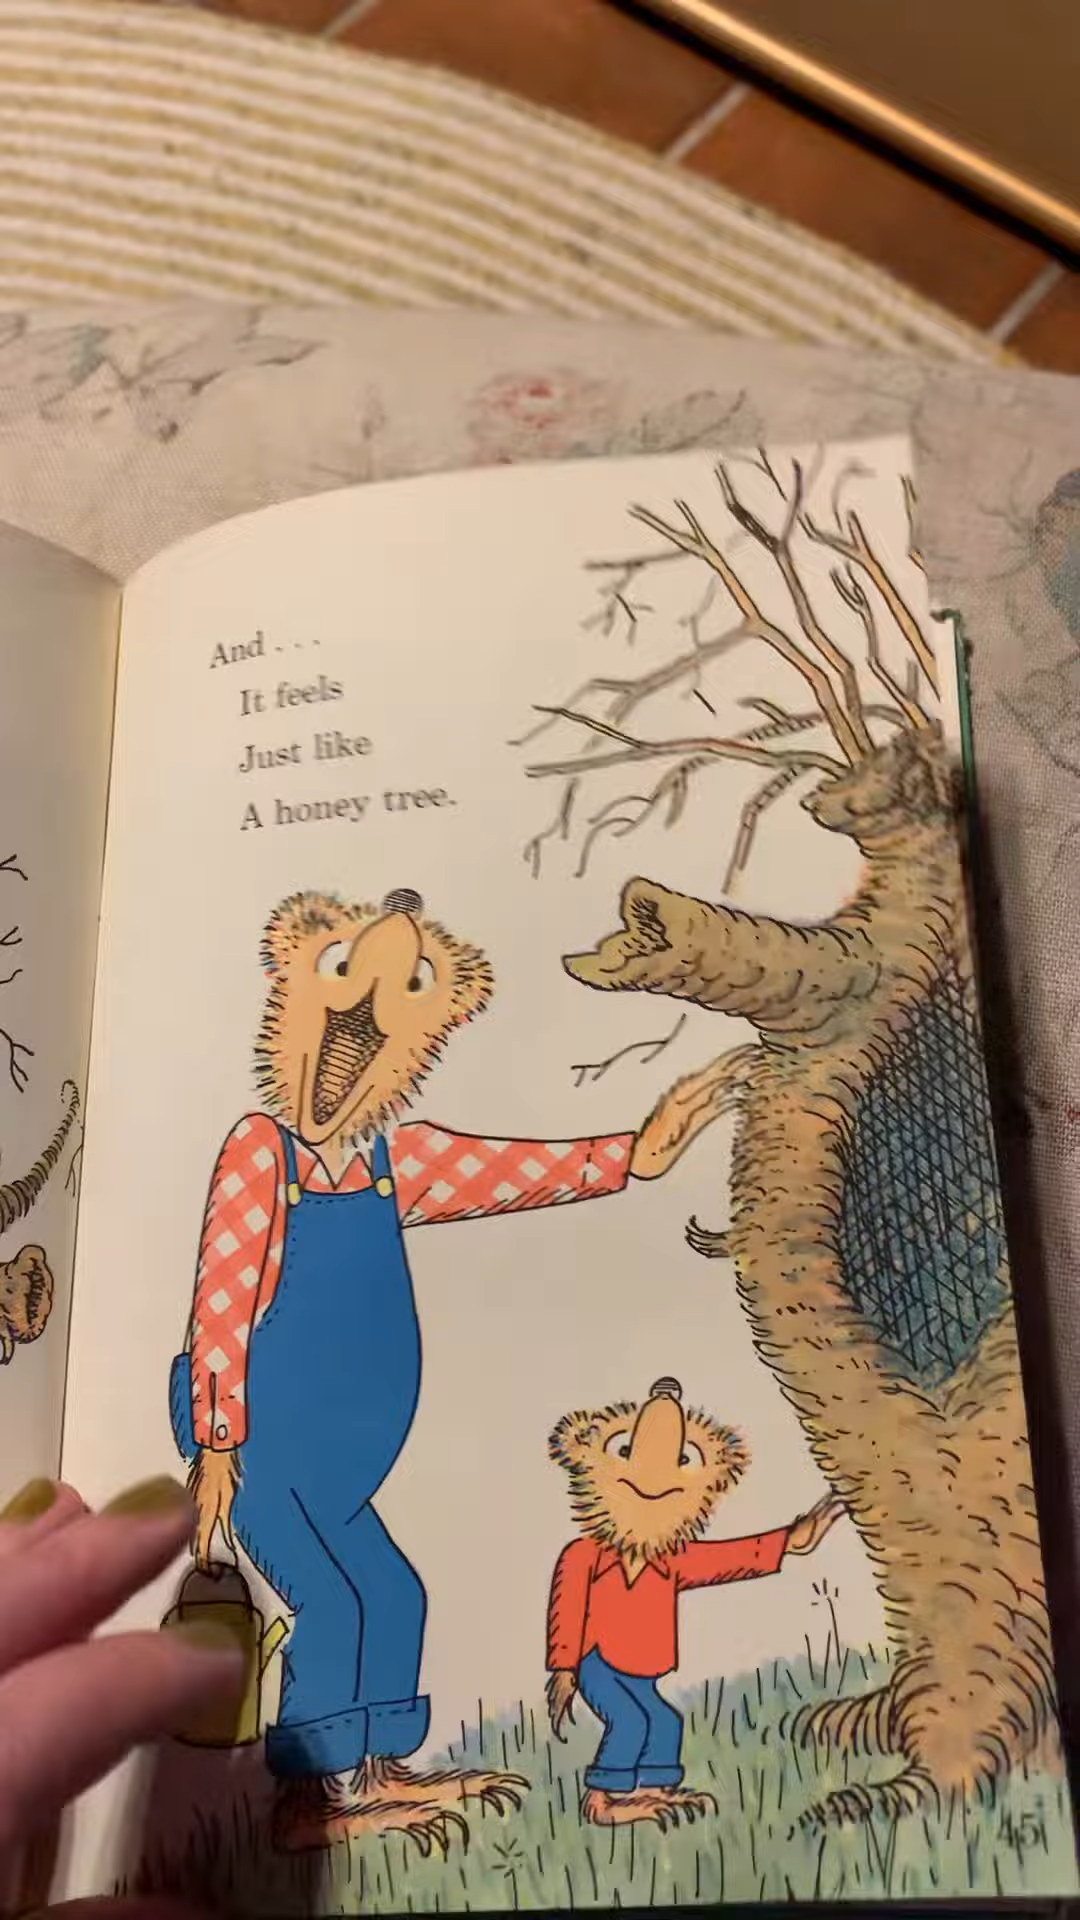 And . . .
It feels
Just like
A honey tree.
45